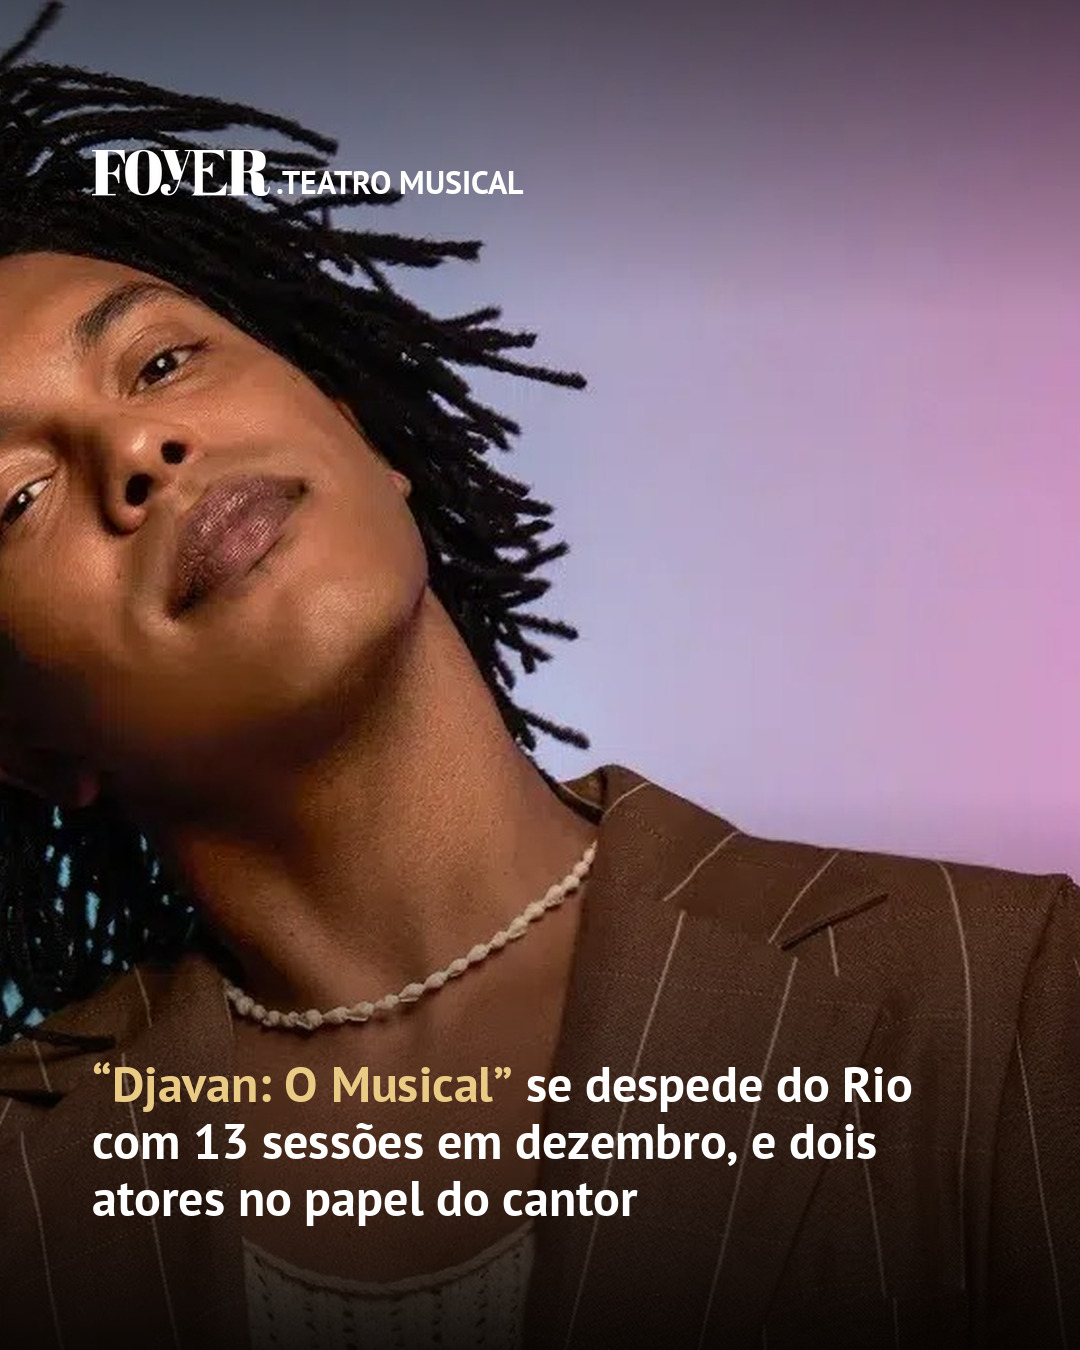 FOYER.TEATRO MUSICAL
“Djavan: O Musical” se despede do Rio
com 13 sessões em dezembro, e dois
atores no papel do cantor